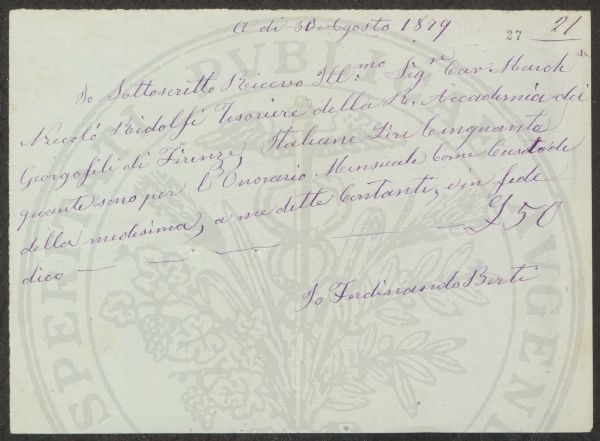 A di 31 Agosto 1879
27
21
Io Sottoscritto Ricevo Ill.mo Sigre Cav. March
Niccolò Ridolfi Tesoriere della R. Accademia dei
Georgofili di Firenze, Italiane Lire Cinquanta
quante sono per l'Onorario Mensuale Come Custode
della medesima, a me dette Contanti, e in fede
dico — — — — — £ 50
Io Ferdinando Berti